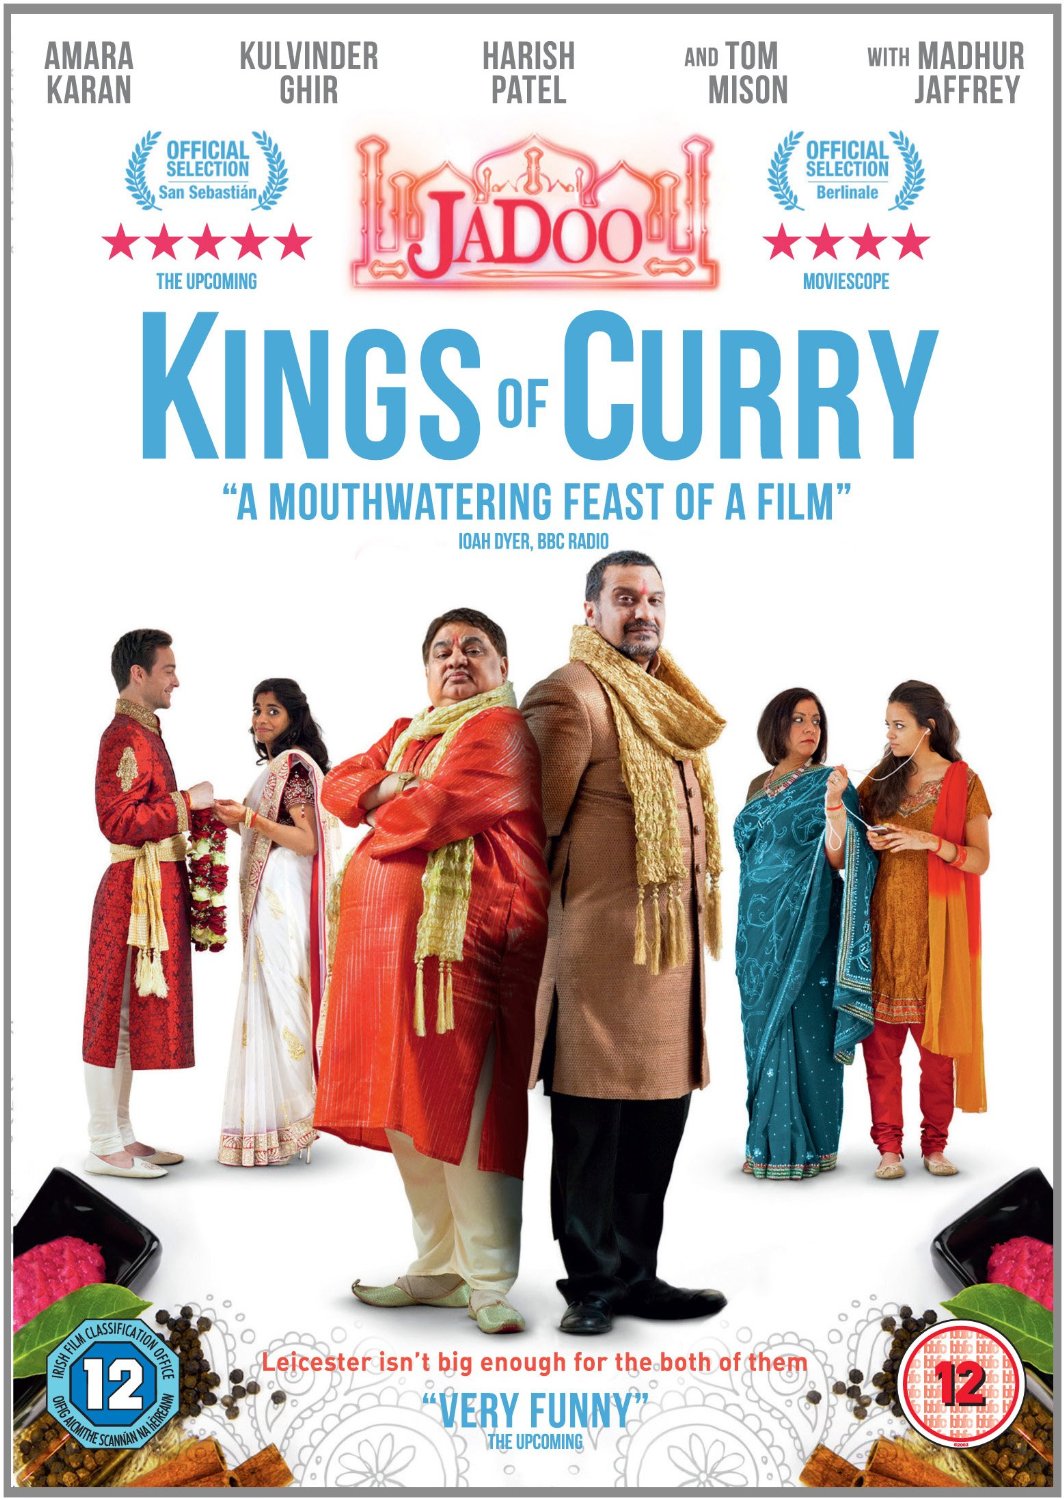 AMARA KARAN
KULVINDER GHIR
HARISH PATEL
AND TOM MISON
WITH MADHUR JAFFREY
OFFICIAL SELECTION
San Sebastián
THE UPCOMING
JADOO
OFFICIAL SELECTION
Berlinale
MOVIESCOPE
KINGS OF CURRY
“A MOUTHWATERING FEAST OF A FILM”
IOAH DYER, BBC RADIO
Leicester isn’t big enough for the both of them
“VERY FUNNY”
THE UPCOMING
IRISH FILM CLASSIFICATION OFFICE
12
OIFIG AICMITHE SCANNÁN NA hÉIREANN
12
bbfc